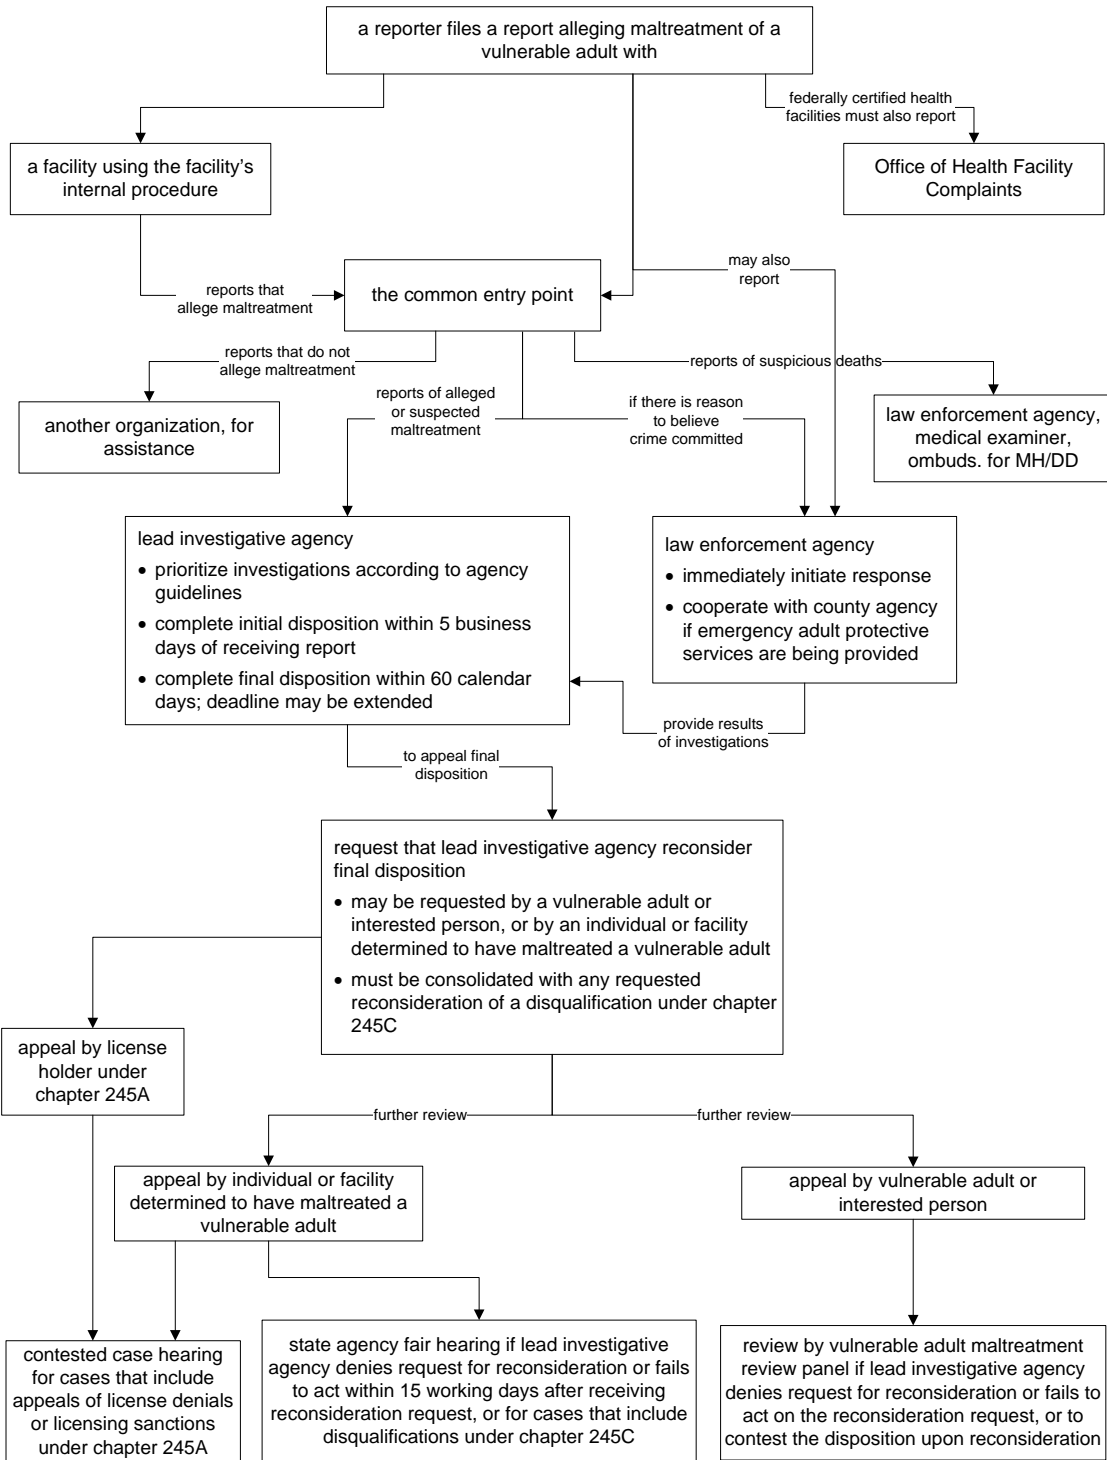 a reporter files a report alleging maltreatment of a
vulnerable adult with
federally certified health
facilities must also report
a facility using the facility’s
internal procedure
Office of Health Facility
Complaints
may also
report
reports that
allege maltreatment
the common entry point
reports that do not
allege maltreatment
reports of suspicious deaths
reports of alleged
or suspected
maltreatment
if there is reason
to believe
crime committed
another organization, for
assistance
law enforcement agency,
medical examiner,
ombuds. for MH/DD
lead investigative agency
• prioritize investigations according to agency
guidelines
• complete initial disposition within 5 business
days of receiving report
• complete final disposition within 60 calendar
days; deadline may be extended
law enforcement agency
• immediately initiate response
• cooperate with county agency
if emergency adult protective
services are being provided
provide results
of investigations
to appeal final
disposition
request that lead investigative agency reconsider
final disposition
• may be requested by a vulnerable adult or
interested person, or by an individual or facility
determined to have maltreated a vulnerable adult
• must be consolidated with any requested
reconsideration of a disqualification under chapter
245C
appeal by license
holder under
chapter 245A
further review
further review
appeal by individual or facility
determined to have maltreated a
vulnerable adult
appeal by vulnerable adult or
interested person
contested case hearing
for cases that include
appeals of license denials
or licensing sanctions
under chapter 245A
state agency fair hearing if lead investigative
agency denies request for reconsideration or fails
to act within 15 working days after receiving
reconsideration request, or for cases that include
disqualifications under chapter 245C
review by vulnerable adult maltreatment
review panel if lead investigative agency
denies request for reconsideration or fails to
act on the reconsideration request, or to
contest the disposition upon reconsideration